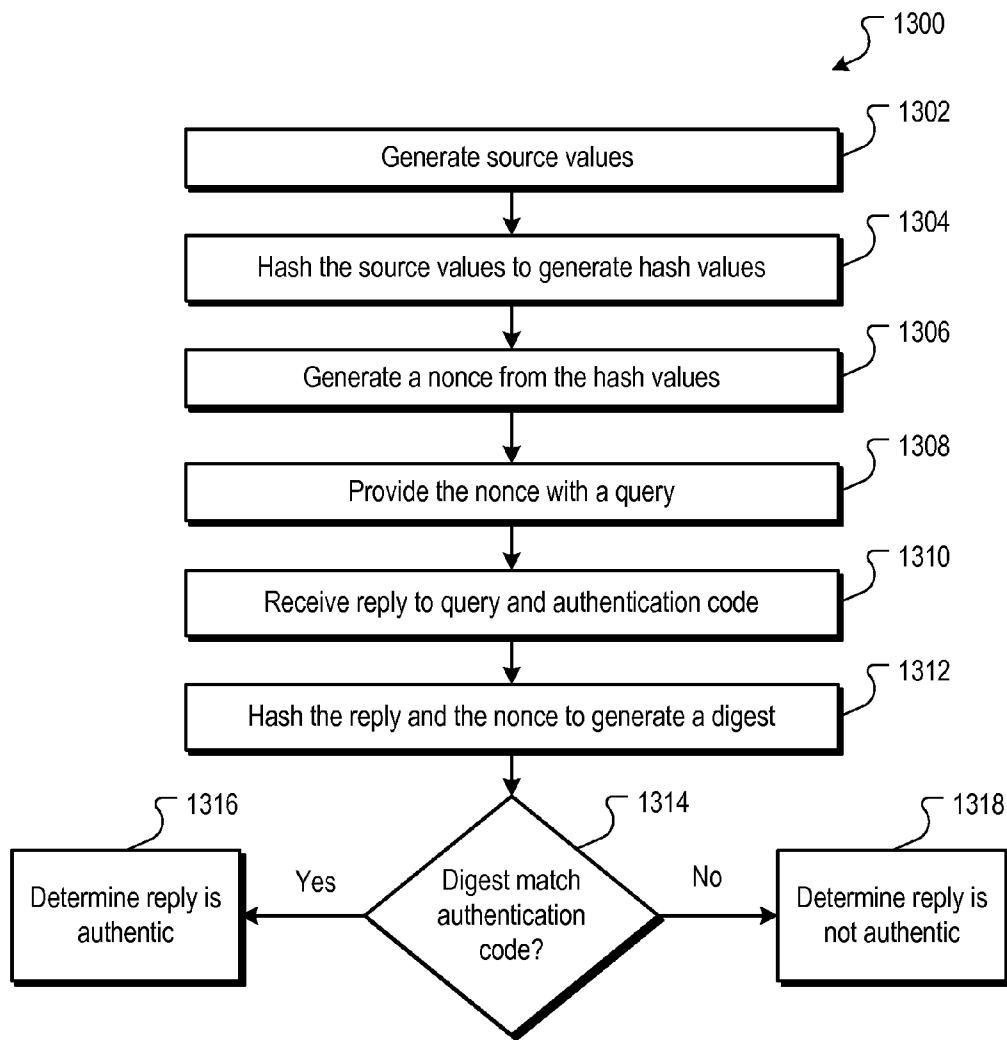 1300
1302
Generate source values
1304
Hash the source values to generate hash values
1306
Generate a nonce from the hash values
1308
Provide the nonce with a query
1310
Receive reply to query and authentication code
1312
Hash the reply and the nonce to generate a digest
1316
1314
1318
Determine reply is
authentic
Yes
Digest match
authentication
code?
No
Determine reply is
not authentic